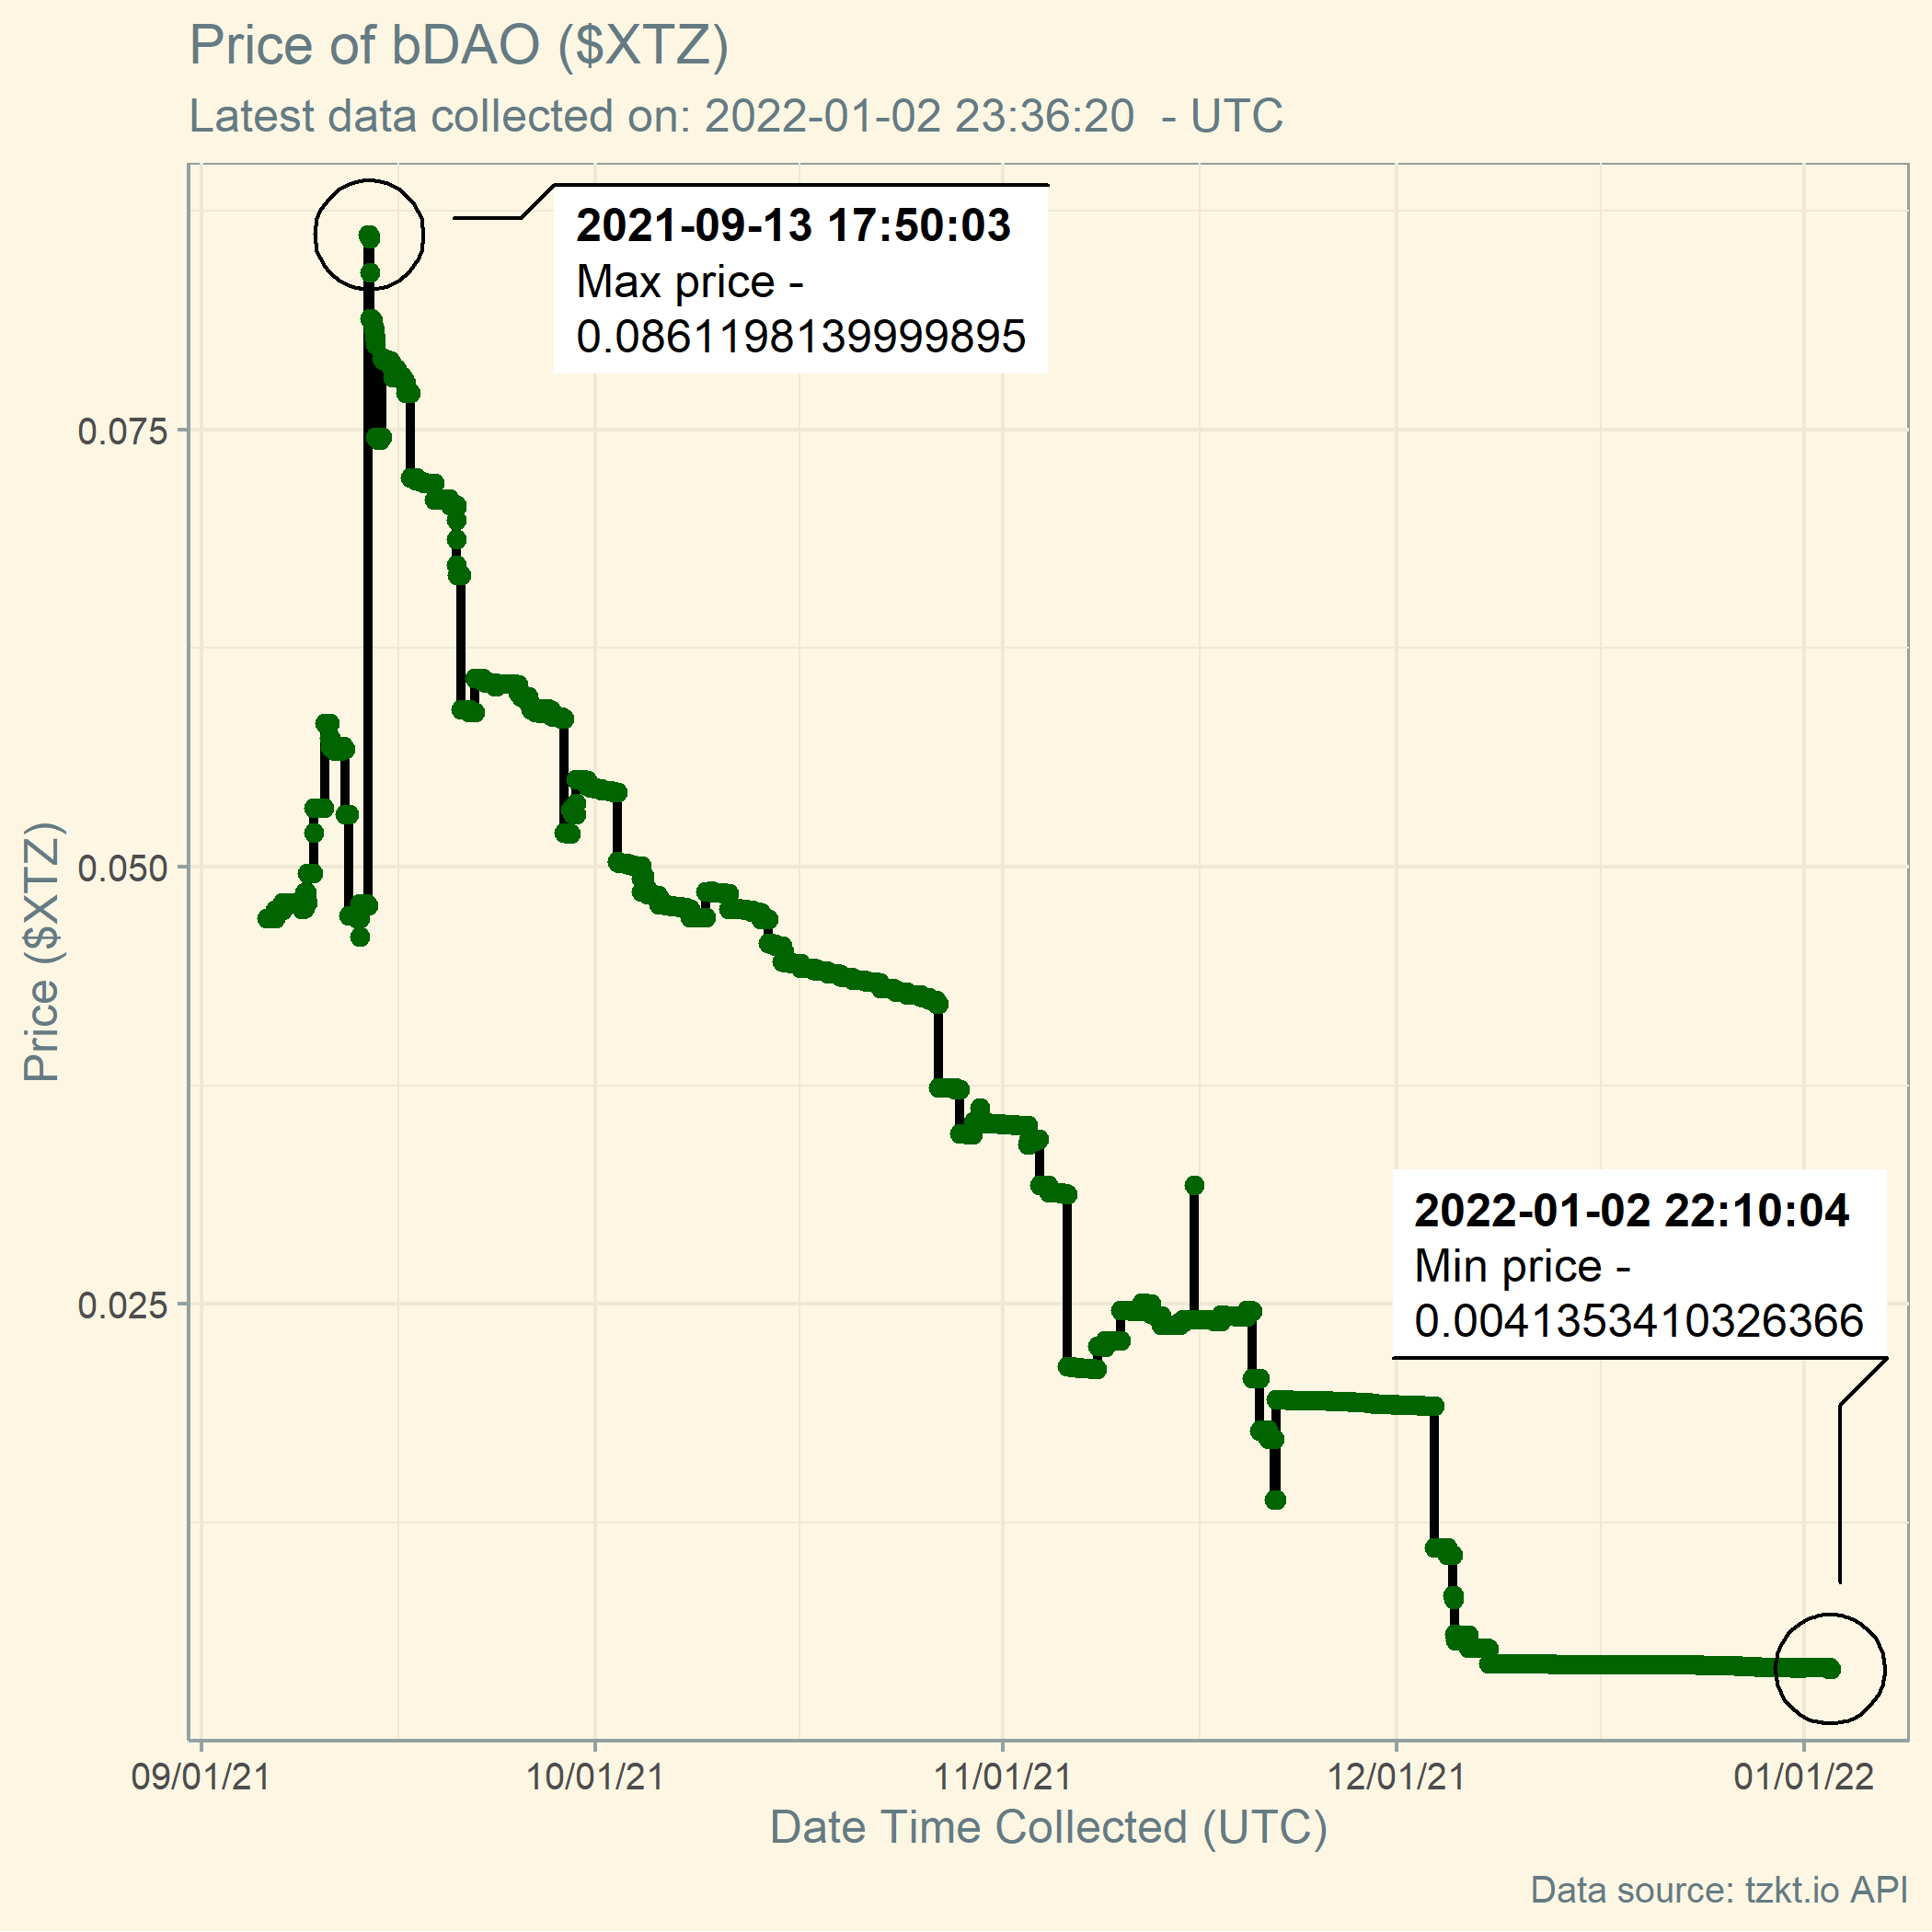 Price of bDAO ($XTZ)
Latest data collected on: 2022-01-02 23:36:20  - UTC
2021-09-13 17:50:03
Max price -
0.0861198139999895
0.075
0.050
0.025
Price ($XTZ)
2022-01-02 22:10:04
Min price -
0.00413534103263​66
09/01/21
10/01/21
11/01/21
12/01/21
01/01/22
Date Time Collected (UTC)
Data source: tzkt.io API